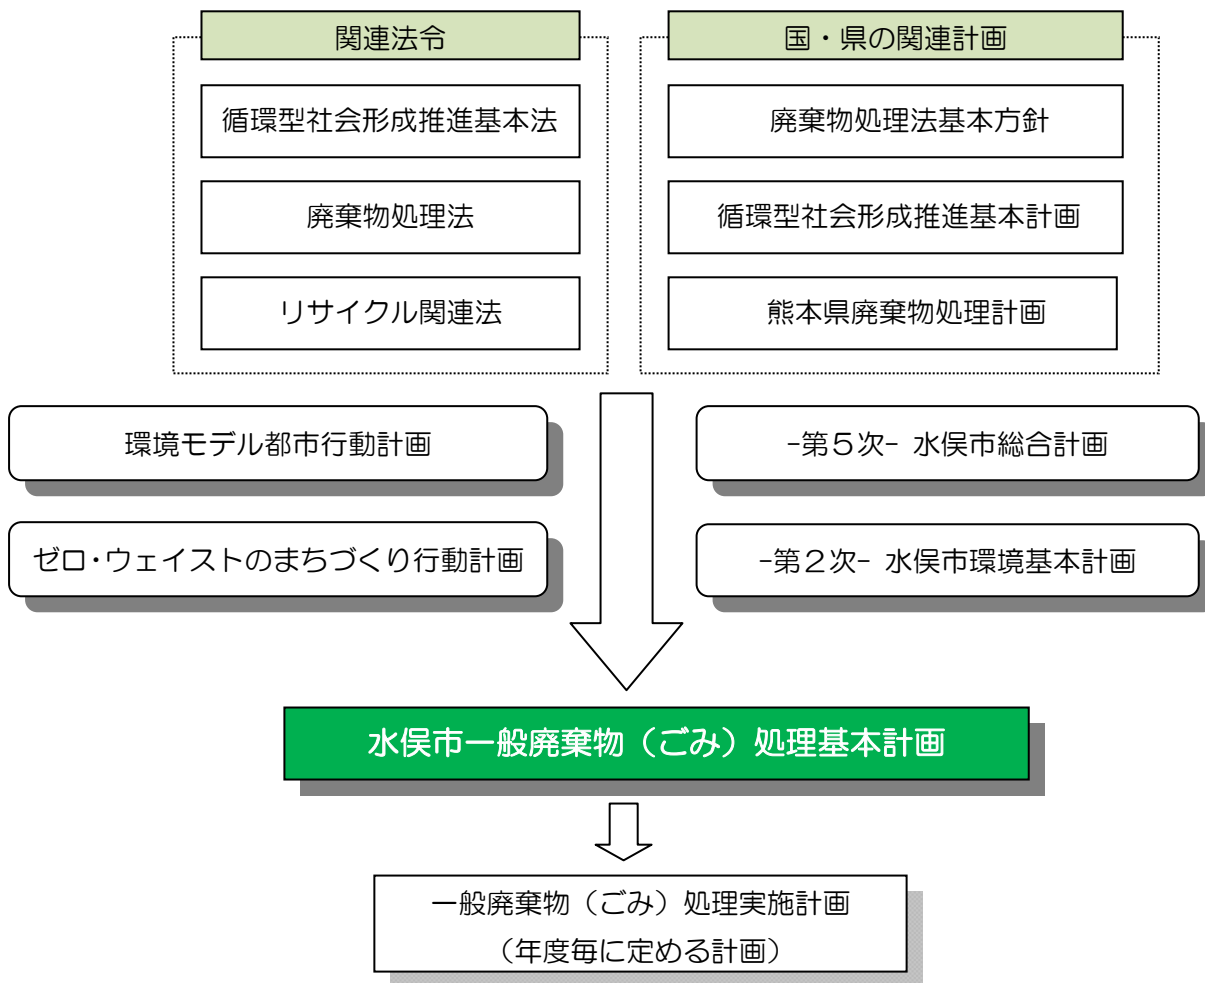 関連法令
循環型社会形成推進基本法
廃棄物処理法
リサイクル関連法
国・県の関連計画
廃棄物処理法基本方針
循環型社会形成推進基本計画
熊本県廃棄物処理計画
環境モデル都市行動計画
ゼロ・ウェイストのまちづくり行動計画
-第５次- 水俣市総合計画
-第２次- 水俣市環境基本計画
水俣市一般廃棄物（ごみ）処理基本計画
一般廃棄物（ごみ）処理実施計画
（年度毎に定める計画）